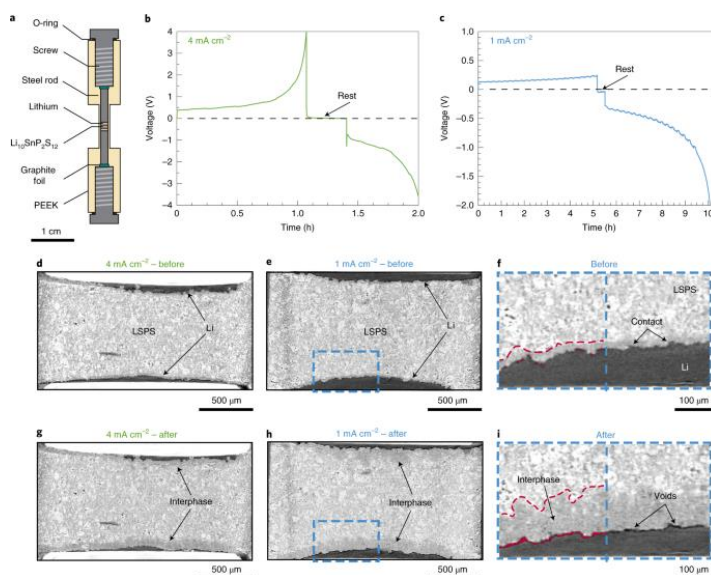 a
O-ring
Screw
Steel rod
Lithium
Li₁₀SnP₂S₁₂
Graphite
foil
PEEK
1 cm
b
4 mA cm⁻²
Voltage (V)
4
3
2
1
0
−1
−2
−3
−4
Rest
0
0.5
1.0
1.5
2.0
Time (h)
c
1 mA cm⁻²
Voltage (V)
1.0
0.5
0
−0.5
−1.0
−1.5
−2.0
Rest
0 1 2 3 4 5 6 7 8 9 10
Time (h)
d
4 mA cm⁻² – before
LSPS
Li
500 μm
e
1 mA cm⁻² – before
LSPS
Li
500 μm
f
Before
LSPS
Contact
Li
100 μm
g
4 mA cm⁻² – after
Interphase
500 μm
h
1 mA cm⁻² – after
Interphase
500 μm
i
After
Interphase
Voids
100 μm